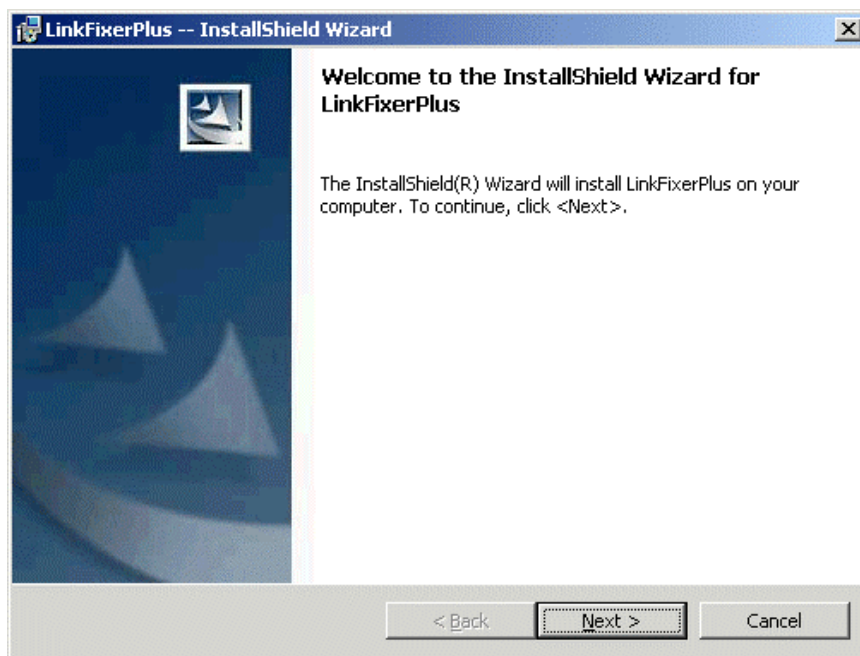 LinkFixerPlus -- InstallShield Wizard
Welcome to the InstallShield Wizard for
LinkFixerPlus
The InstallShield(R) Wizard will install LinkFixerPlus on your
computer. To continue, click <Next>.
< Back
Next >
Cancel